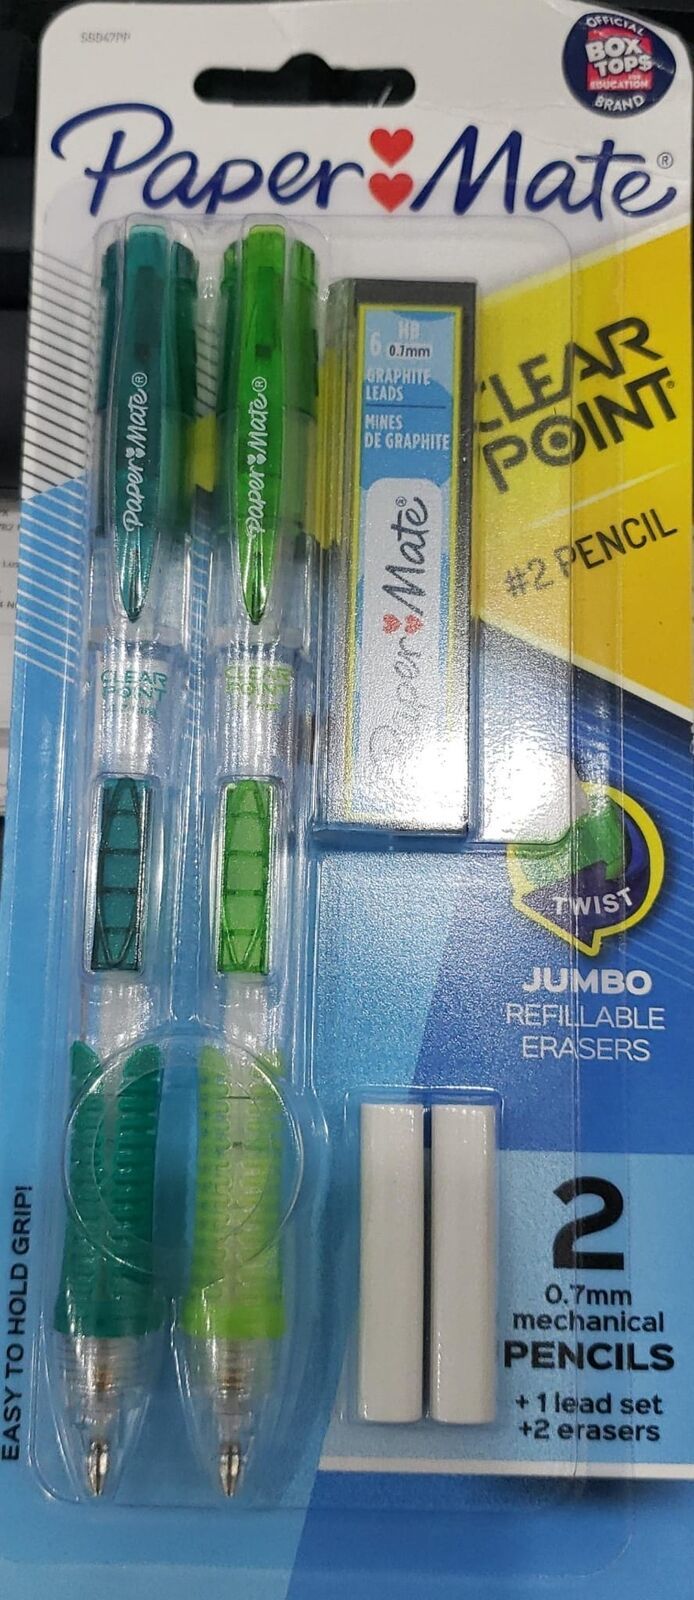 56047PP
OFFICIAL
BOX
TOPS
FOR
EDUCATION
BRAND
Paper Mate®
Paper Mate®
Paper Mate®
HB
6 0.7mm
GRAPHITE
LEADS
MINES
DE GRAPHITE
Paper Mate®
CLEAR
POINT®
#2 PENCIL
CLEAR
POINT
CLEAR
POINT
TWIST
JUMBO
REFILLABLE
ERASERS
EASY TO HOLD GRIP!
2
0.7mm
mechanical
PENCILS
+ 1 lead set
+2 erasers